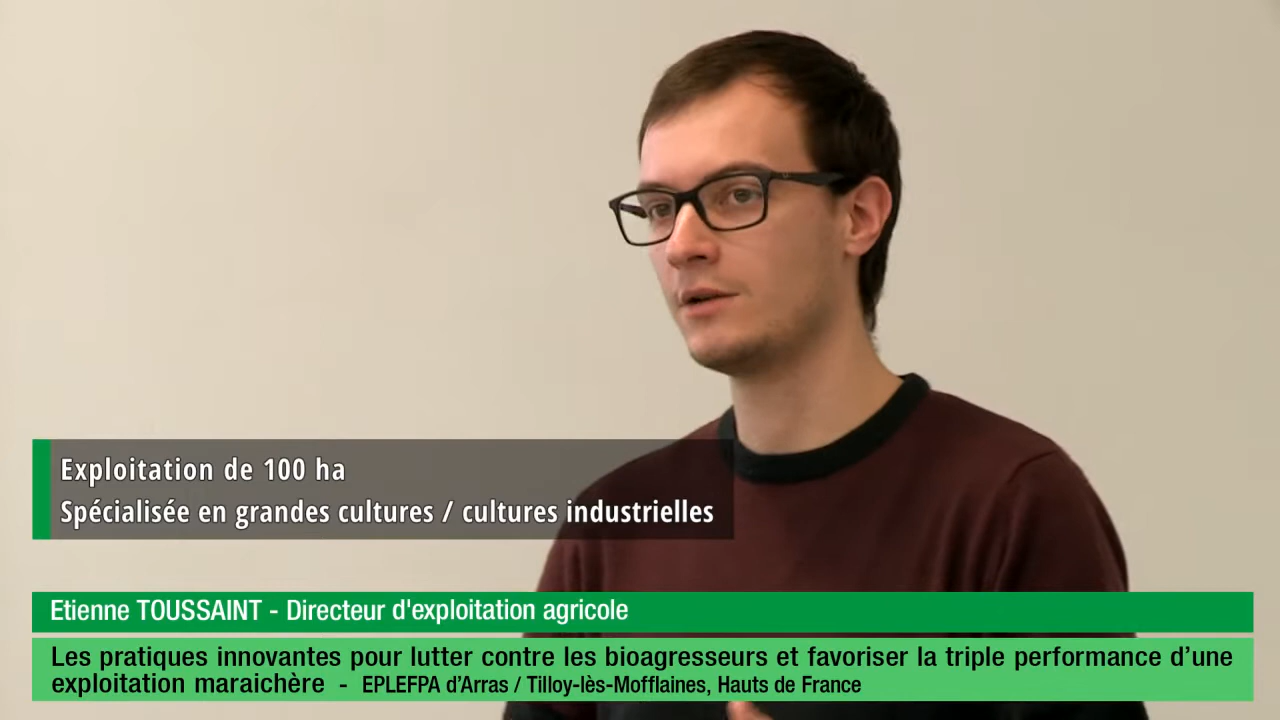 Exploitation de 100 ha
Spécialisée en grandes cultures / cultures industrielles
Etienne TOUSSAINT - Directeur d'exploitation agricole
Les pratiques innovantes pour lutter contre les bioagresseurs et favoriser la triple performance d’une
exploitation maraichère - EPLEFPA d’Arras / Tilloy-lès-Mofflaines, Hauts de France